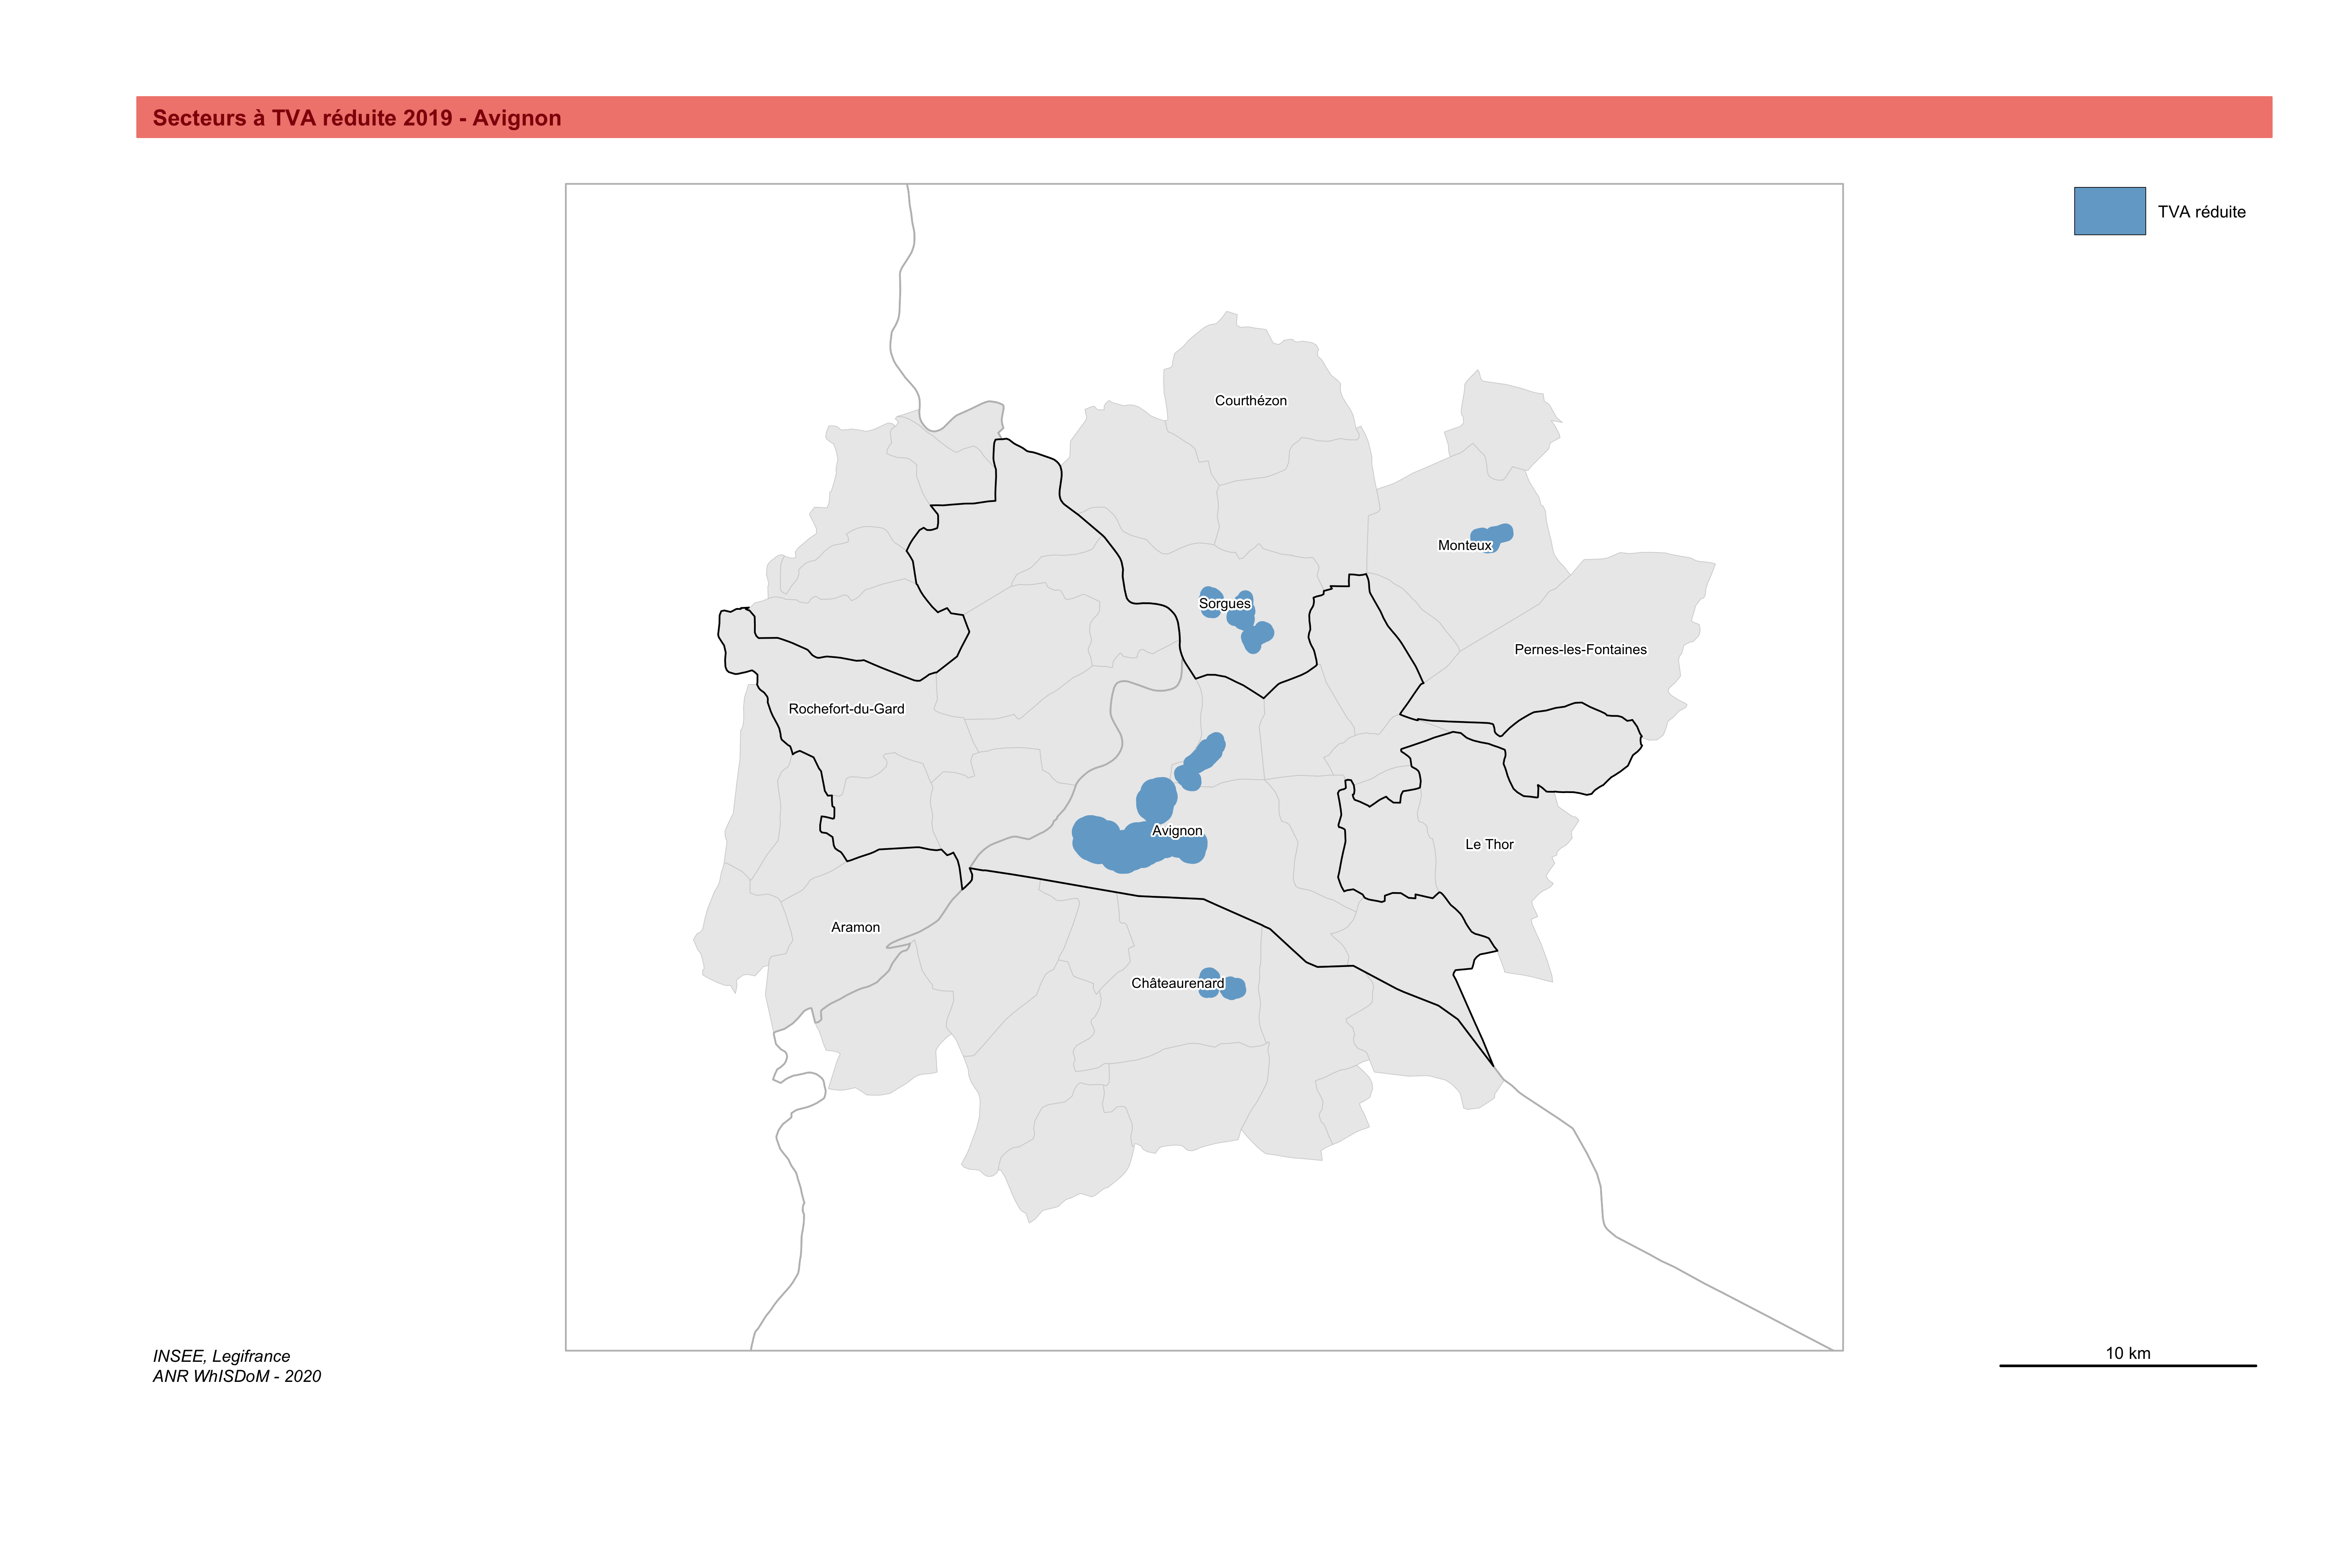 Secteurs à TVA réduite 2019 - Avignon
TVA réduite
Courthézon
Monteux
Sorgues
Pernes-les-Fontaines
Rochefort-du-Gard
Avignon
Le Thor
Aramon
Châteaurenard
INSEE, Legifrance
ANR WhISDoM - 2020
10 km